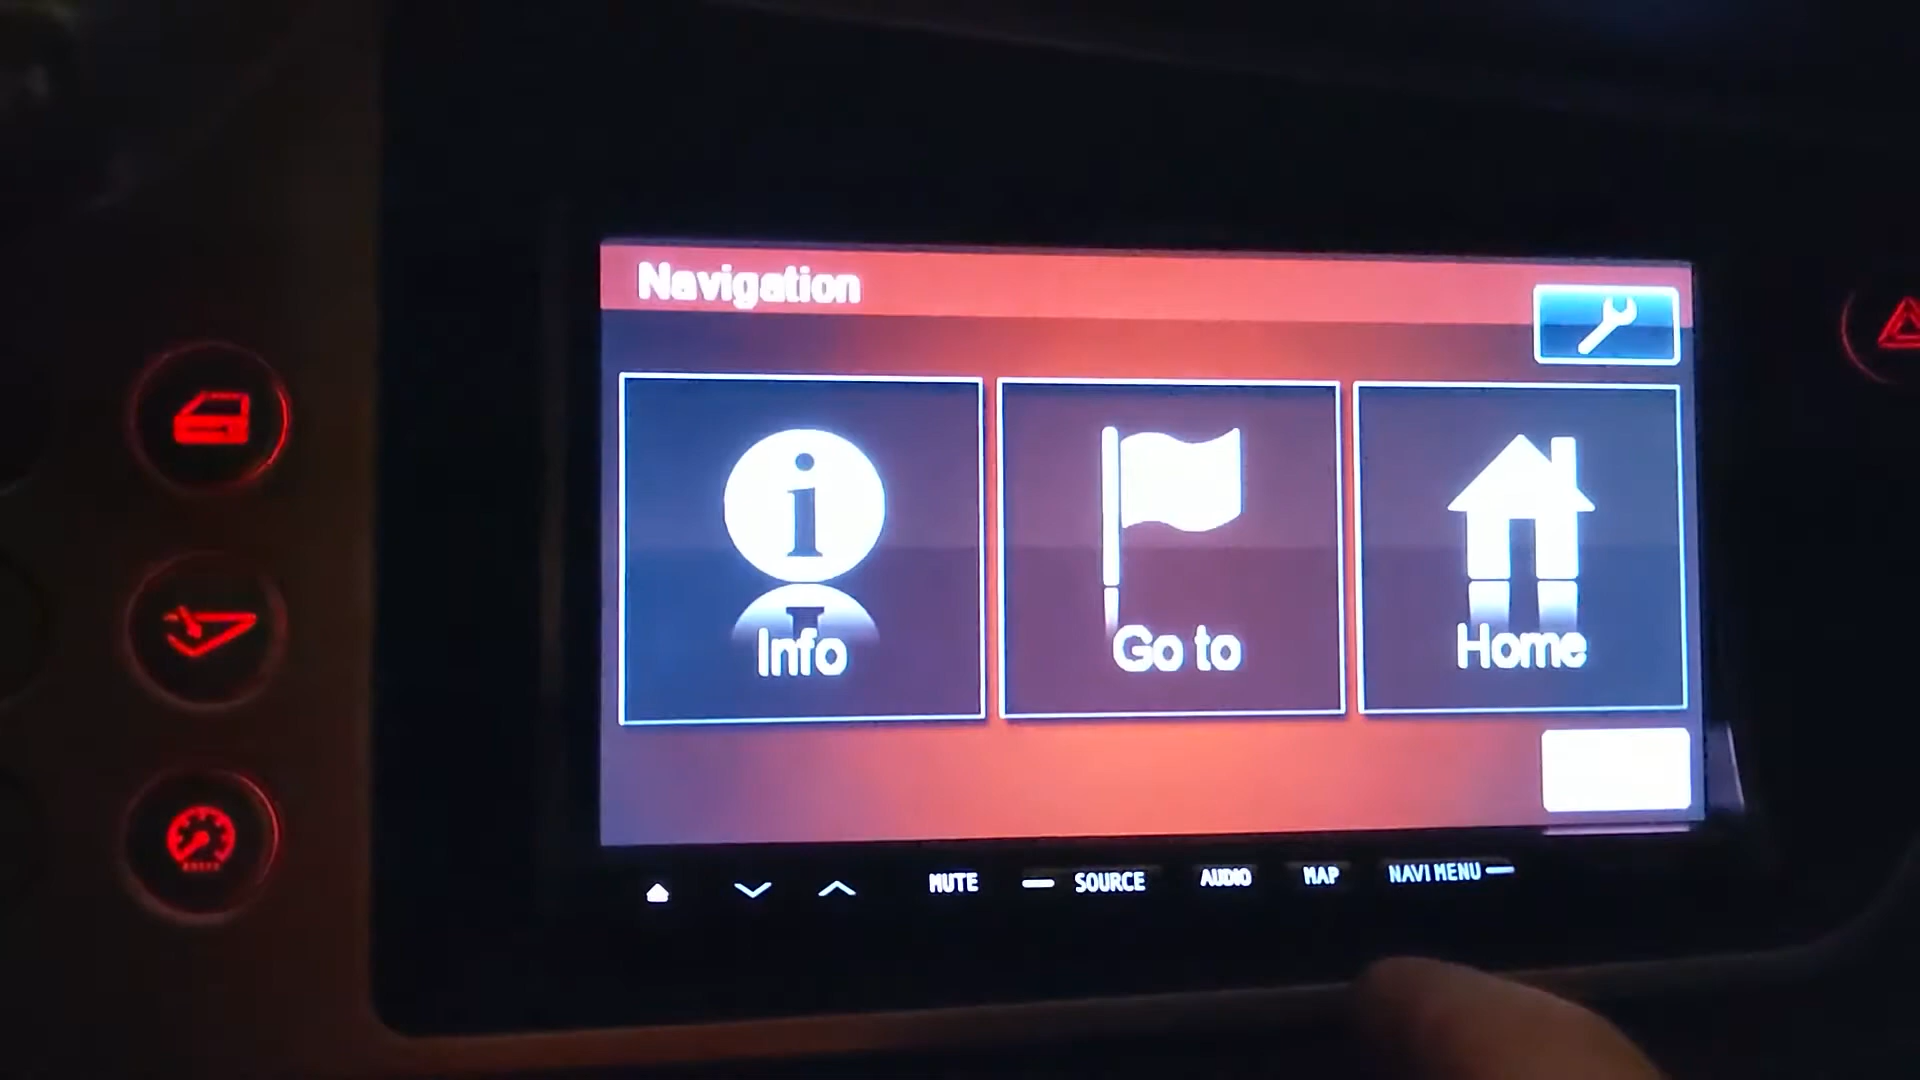 Navigation
Info
Go to
Home
MUTE
SOURCE
AUDIO
MAP
NAVI MENU